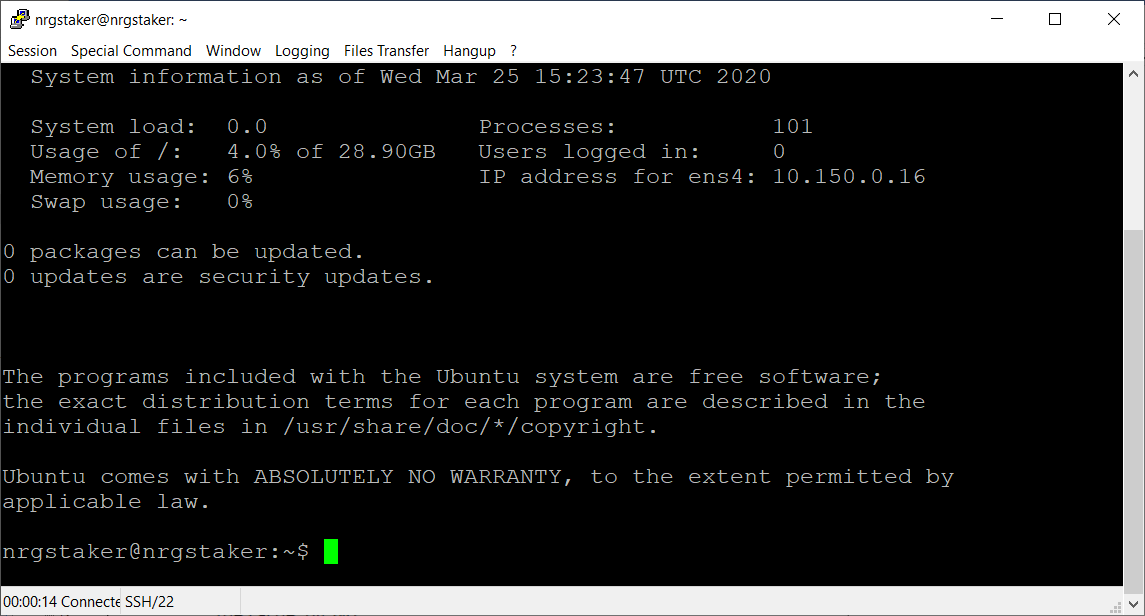 nrgstaker@nrgstaker: ~
Session Special Command Window Logging Files Transfer Hangup ?
System information as of Wed Mar 25 15:23:47 UTC 2020
System load: 0.0 Processes: 101
Usage of /: 4.0% of 28.90GB Users logged in: 0
Memory usage: 6% IP address for ens4: 10.150.0.16
Swap usage: 0%
0 packages can be updated.
0 updates are security updates.
The programs included with the Ubuntu system are free software;
the exact distribution terms for each program are described in the
individual files in /usr/share/doc/*/copyright.
Ubuntu comes with ABSOLUTELY NO WARRANTY, to the extent permitted by
applicable law.
nrgstaker@nrgstaker:~$
00:00:14 Connecte SSH/22